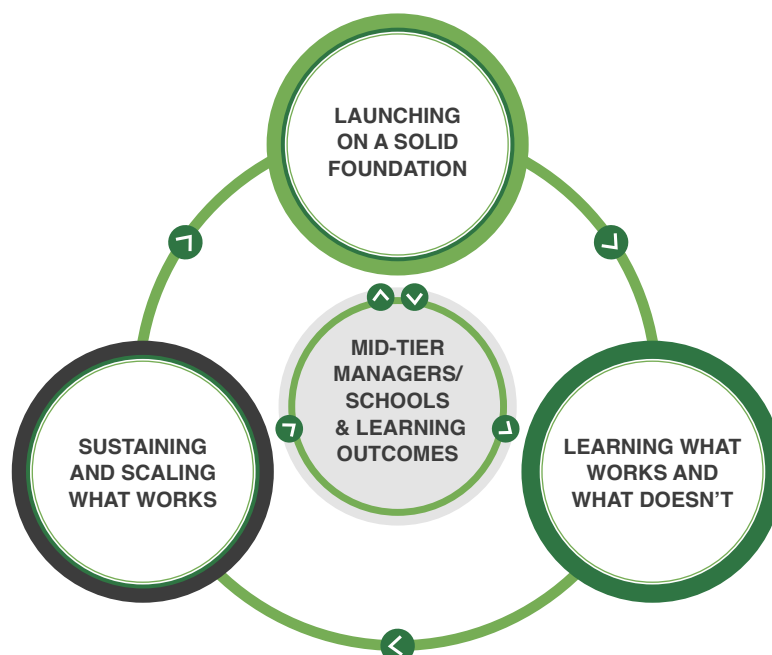 LAUNCHING
ON A SOLID
FOUNDATION
MID-TIER
MANAGERS/
SCHOOLS
& LEARNING
OUTCOMES
SUSTAINING
AND SCALING
WHAT WORKS
LEARNING WHAT
WORKS AND
WHAT DOESN’T